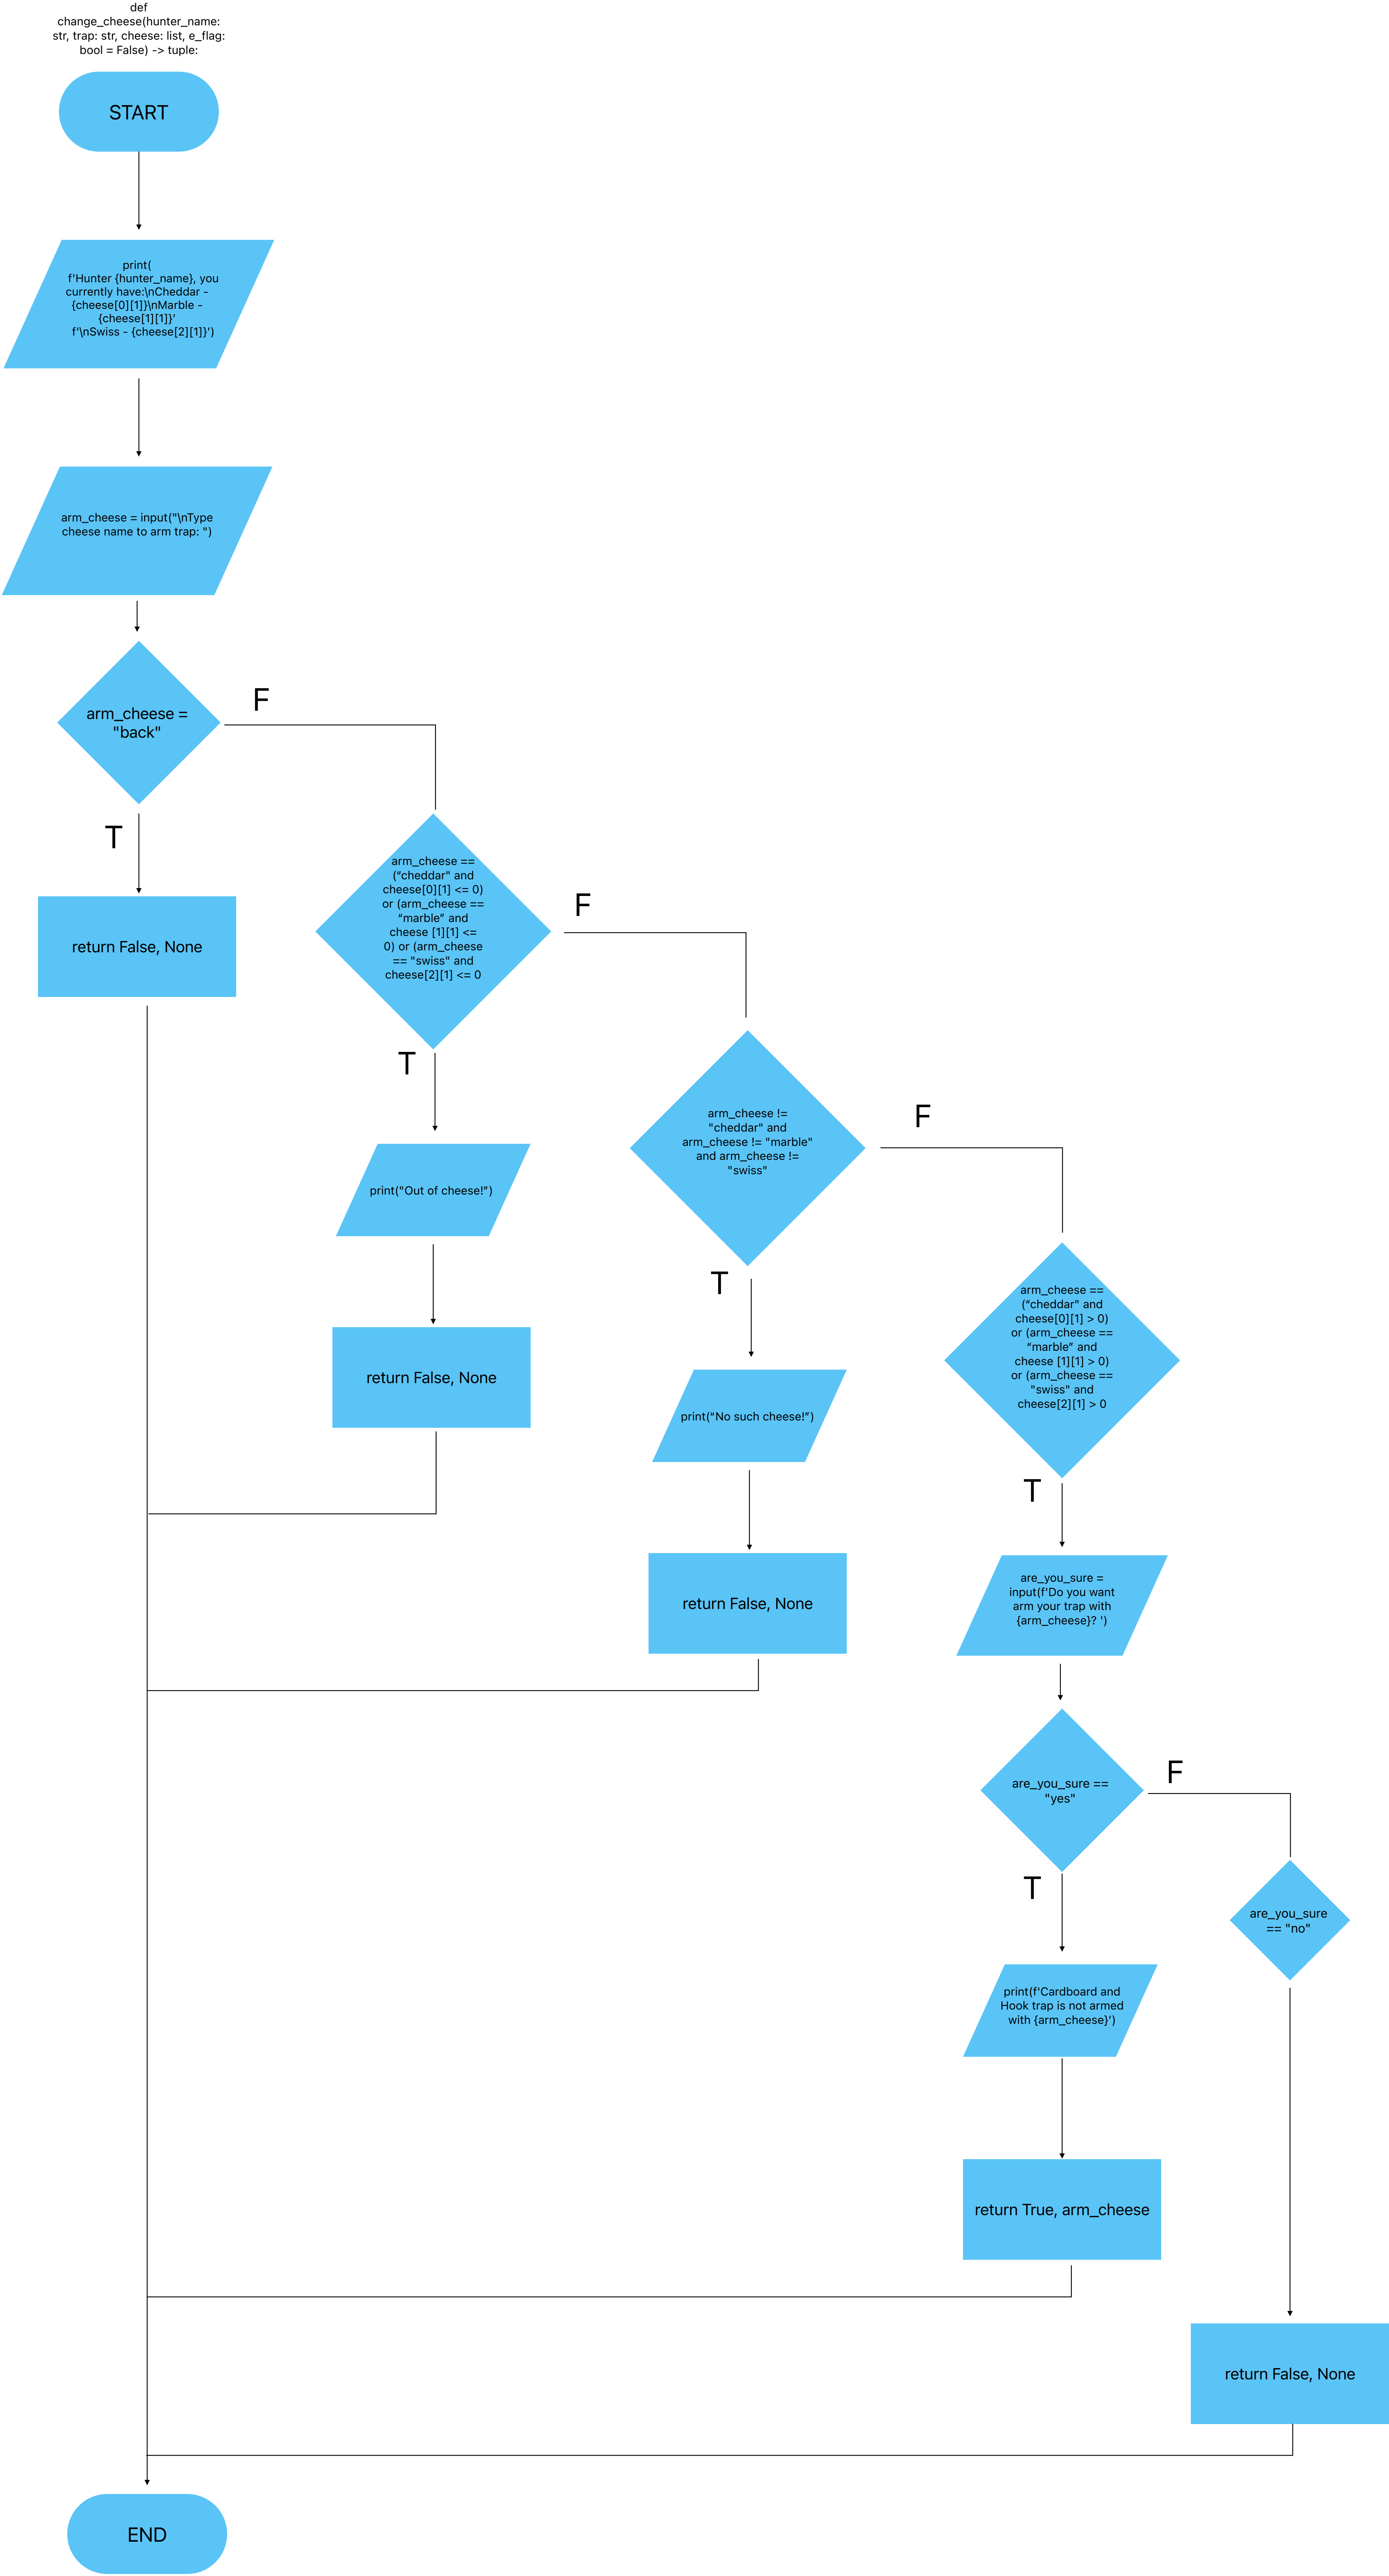 def
change_cheese(hunter_name:
str, trap: str, cheese: list, e_flag:
bool = False) -> tuple:
START
print(
f'Hunter {hunter_name}, you
currently have:\nCheddar -
{cheese[0][1]}\nMarble -
{cheese[1][1]}'
f'\nSwiss - {cheese[2][1]}')
arm_cheese = input("\nType
cheese name to arm trap: ")
arm_cheese =
"back"
F
T
return False, None
arm_cheese ==
(“cheddar" and
cheese[0][1] <= 0)
or (arm_cheese ==
“marble” and
cheese [1][1] <=
0) or (arm_cheese
== "swiss" and
cheese[2][1] <= 0
F
T
print("Out of cheese!”)
return False, None
arm_cheese !=
"cheddar" and
arm_cheese != "marble"
and arm_cheese !=
"swiss"
F
T
print(“No such cheese!”)
return False, None
arm_cheese ==
(“cheddar" and
cheese[0][1] > 0)
or (arm_cheese ==
“marble” and
cheese [1][1] > 0)
or (arm_cheese ==
"swiss" and
cheese[2][1] > 0
T
are_you_sure =
input(f'Do you want
arm your trap with
{arm_cheese}? ')
are_you_sure ==
"yes"
F
T
print(f'Cardboard and
Hook trap is not armed
with {arm_cheese}’)
return True, arm_cheese
are_you_sure
== "no"
return False, None
END